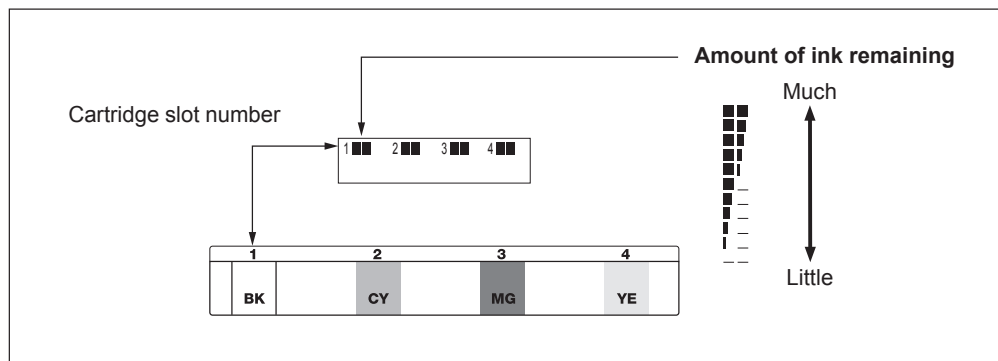 Amount of ink remaining
Much
Cartridge slot number
1 2 3 4
1 2 3 4
Little
BK CY MG YE